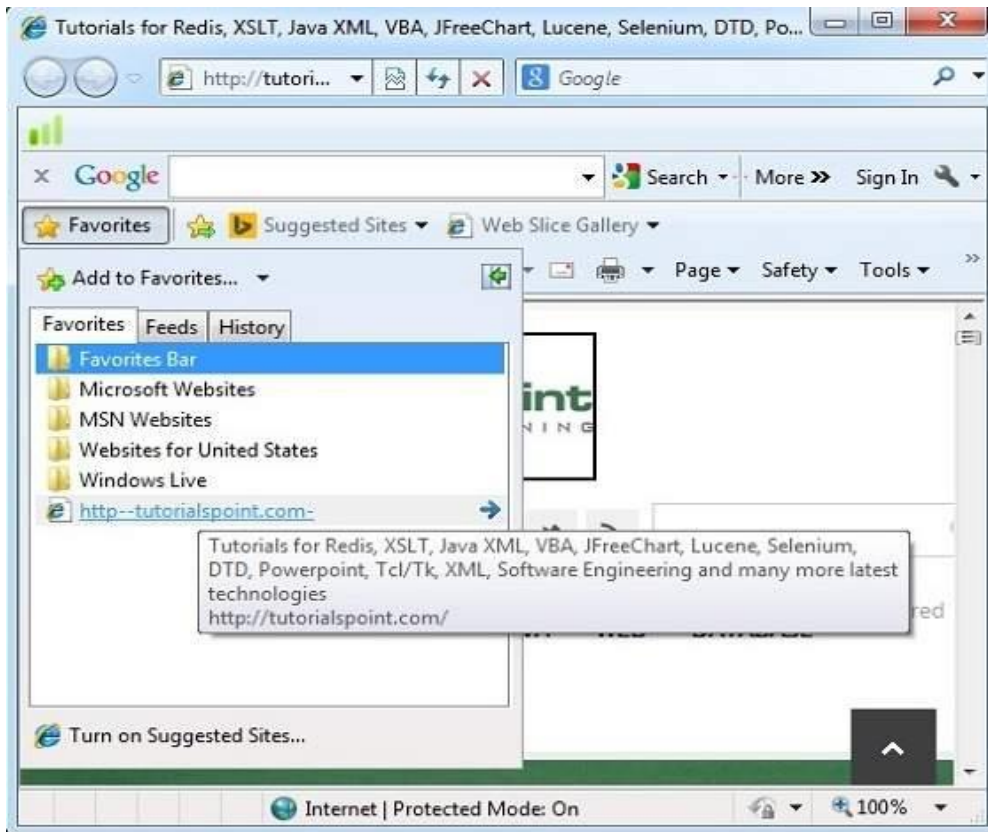 Tutorials for Redis, XSLT, Java XML, VBA, JFreeChart, Lucene, Selenium, DTD, Po...
http://tutori... Google
Google Search More » Sign In
Favorites Suggested Sites Web Slice Gallery
Add to Favorites... Page Safety Tools »
Favorites Feeds History
Favorites Bar
Microsoft Websites
MSN Websites
Websites for United States
Windows Live
http--tutorialspoint.com-
int
NING
Tutorials for Redis, XSLT, Java XML, VBA, JFreeChart, Lucene, Selenium,
DTD, Powerpoint, Tcl/Tk, XML, Software Engineering and many more latest
technologies
http://tutorialspoint.com/
red
Turn on Suggested Sites...
Internet | Protected Mode: On 100%